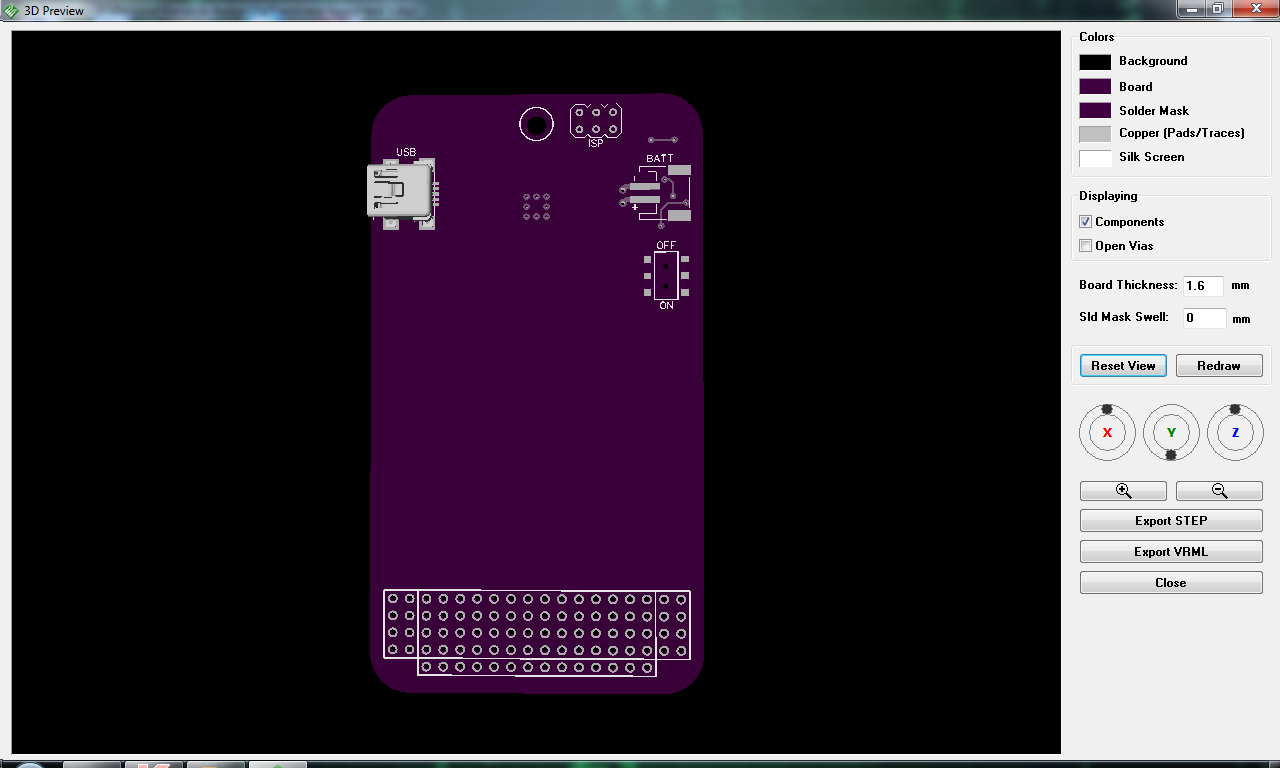 3D Preview
USB
ISP
BATT
+
OFF
ON
Colors
Background
Board
Solder Mask
Copper (Pads/Traces)
Silk Screen
Displaying
Components
Open Vias
Board Thickness: 1.6 mm
Sld Mask Swell: 0 mm
Reset View Redraw
X Y Z
Export STEP
Export VRML
Close